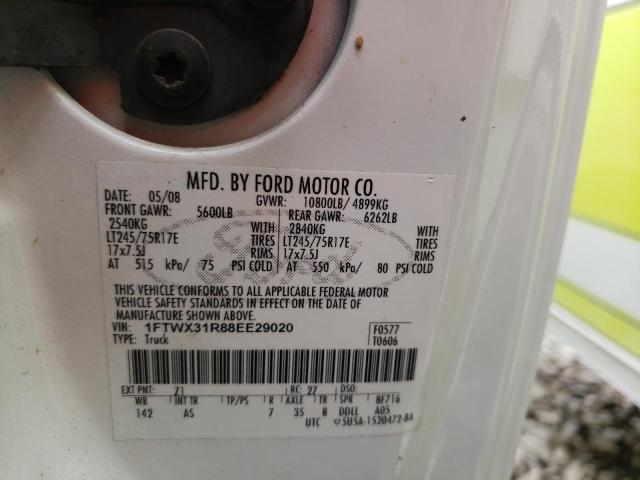 MFD. BY FORD MOTOR CO.
DATE: 05/08 GVWR: 10800LB/ 4899KG
FRONT GAWR: 5600LB REAR GAWR: 6262LB
2540KG WITH 2840KG WITH
LT245/75R17E TIRES LT245/75R17E TIRES
17x7.5J RIMS 17x7.5J RIMS
AT 515 kPa/ 75 PSI COLD AT 550 kPa/ 80 PSI COLD
THIS VEHICLE CONFORMS TO ALL APPLICABLE FEDERAL MOTOR
VEHICLE SAFETY STANDARDS IN EFFECT ON THE DATE OF
MANUFACTURE SHOWN ABOVE.
VIN: 1FTWX31R88EE29020 F0577
TYPE: Truck T0606
EXT PNT: Z1 RC: 27 DSO:
WB INT TR TP/PS R AXLE TR SPR BF716
142 AS 7 35 B DDLL A05
UTC 5U5A-1520472-BA
Ford